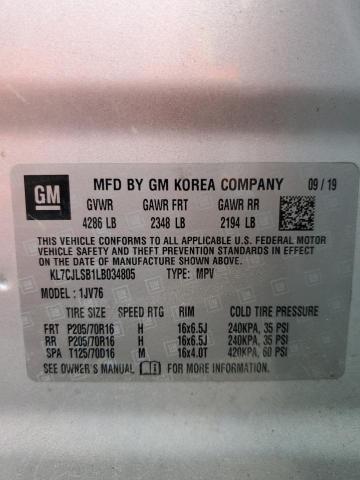 GM
MFD BY GM KOREA COMPANY 09/19
GVWR GAWR FRT GAWR RR
4286 LB 2348 LB 2194 LB
THIS VEHICLE CONFORMS TO ALL APPLICABLE U.S. FEDERAL MOTOR
VEHICLE SAFETY, BUMPER, AND THEFT PREVENTION STANDARDS
IN EFFECT ON THE DATE OF MANUFACTURE SHOWN ABOVE.
KL7CJLSB1LB034805 TYPE: MPV
MODEL: 1JV76
TIRE SIZE SPEED RTG RIM COLD TIRE PRESSURE
FRT P205/70R16 H 16x6.5J 240KPA, 35 PSI
RR P205/70R16 H 16x6.5J 240KPA, 35 PSI
SPA T125/70D16 M 16x4.0T 420KPA, 60 PSI
SEE OWNER'S MANUAL FOR MORE INFORMATION